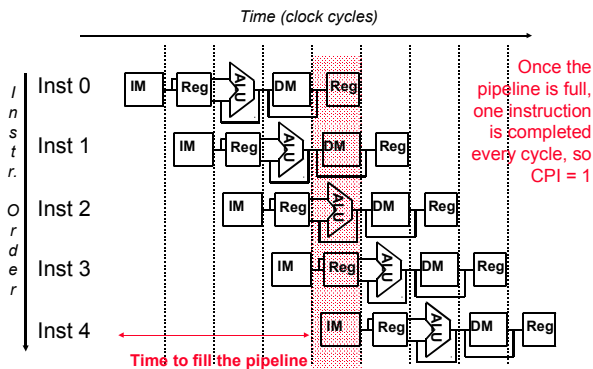 Time (clock cycles)
Inst 0 IM Reg ALU DM Reg
Inst 1 IM Reg ALU DM Reg
Inst 2 IM Reg ALU DM Reg
Inst 3 IM Reg ALU DM Reg
Inst 4 IM Reg ALU DM Reg
Instr. Order
Once the
pipeline is full,
one instruction
is completed
every cycle, so
CPI = 1
Time to fill the pipeline